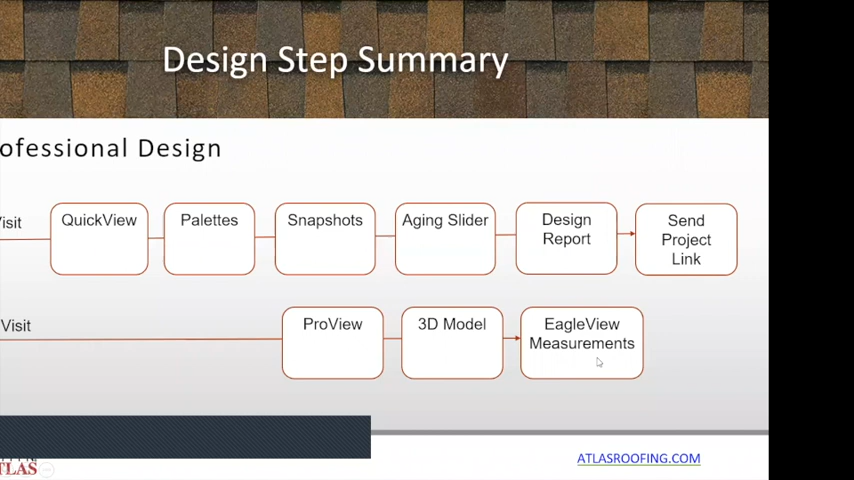 Design Step Summary
ofessional Design
Visit
QuickView
Palettes
Snapshots
Aging Slider
Design
Report
Send
Project
Link
Visit
ProView
3D Model
EagleView
Measurements
TLAS
ATLASROOFING.COM